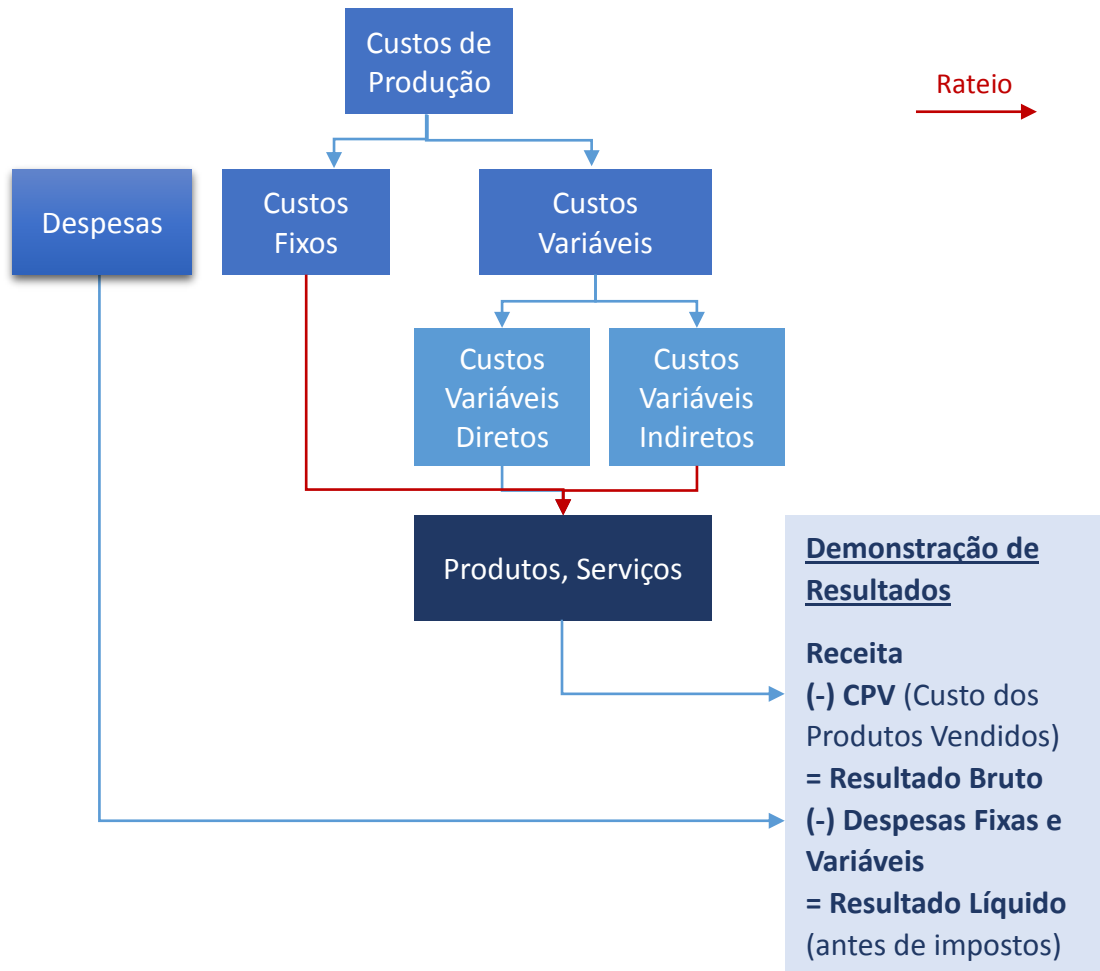 Custos de
Produção
Rateio
Despesas
Custos
Fixos
Custos
Variáveis
Custos
Variáveis
Diretos
Custos
Variáveis
Indiretos
Produtos, Serviços
Demonstração de
Resultados
Receita
(-) CPV (Custo dos
Produtos Vendidos)
= Resultado Bruto
(-) Despesas Fixas e
Variáveis
= Resultado Líquido
(antes de impostos)